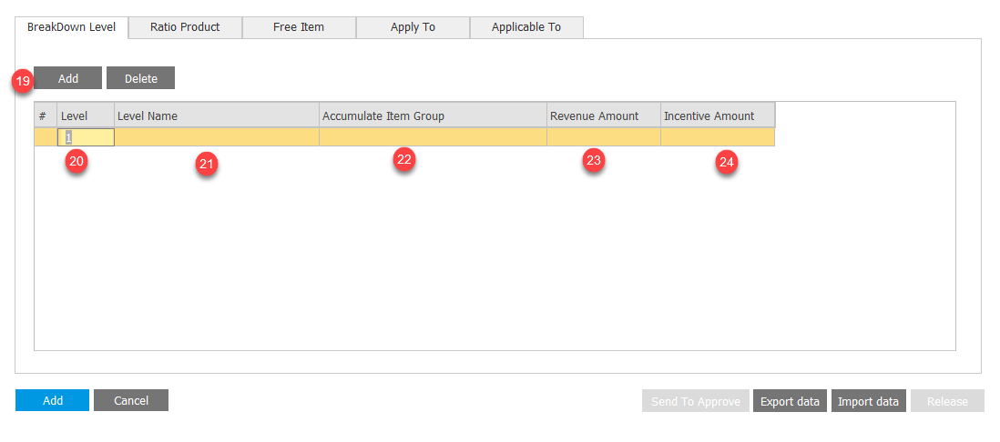 BreakDown Level Ratio Product Free Item Apply To Applicable To
19 Add Delete
# Level Level Name Accumulate Item Group Revenue Amount Incentive Amount
1
20 21 22 23 24
Add Cancel Send To Approve Export data Import data Release